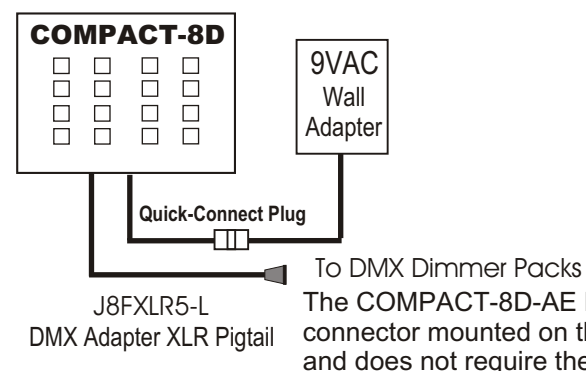 COMPACT-8D
9VAC
Wall
Adapter
Quick-Connect Plug
To DMX Dimmer Packs
J8FXLR5-L
DMX Adapter XLR Pigtail
The COMPACT-8D-AE
connector mounted on th
and does not require the